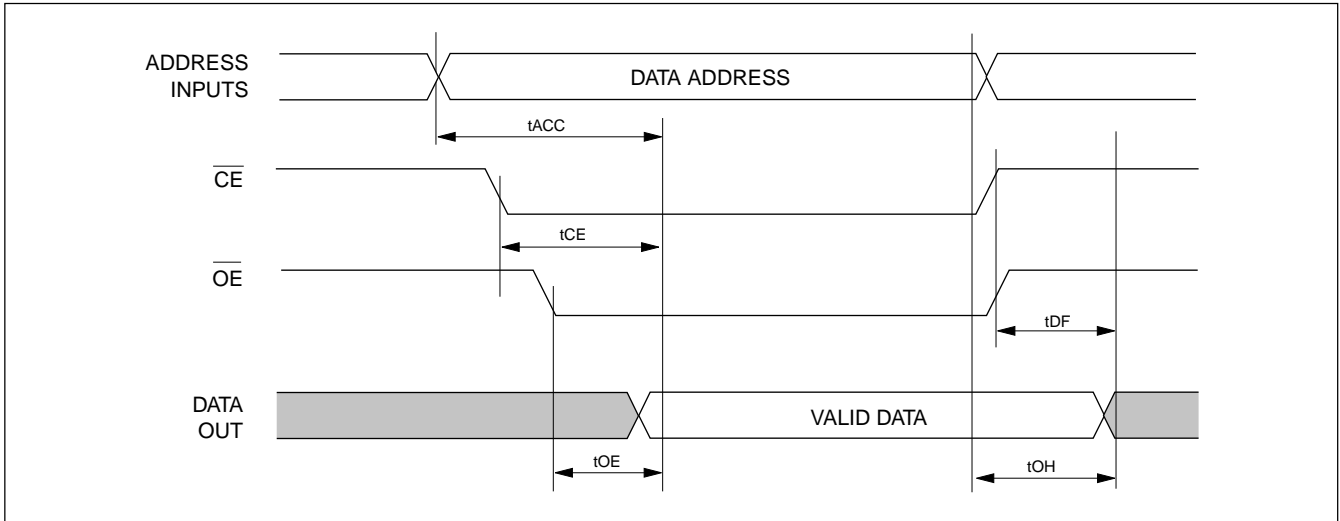 ADDRESS
INPUTS
DATA ADDRESS
tACC
CE
tCE
OE
tDF
DATA
OUT
VALID DATA
tOE
tOH